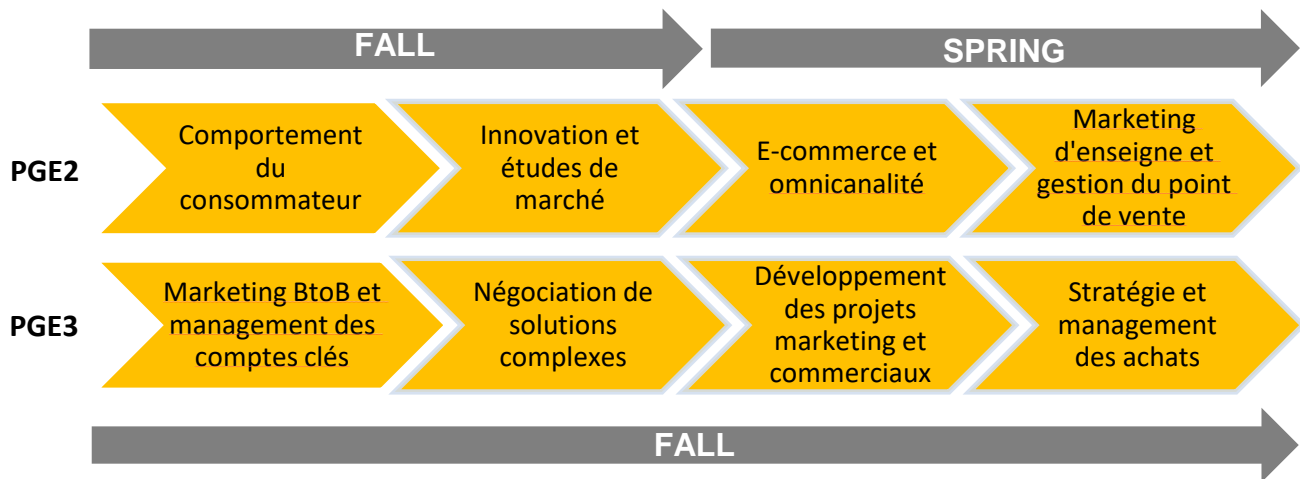 FALL
SPRING
PGE2
Comportement
du
consommateur
Innovation et
études de
marché
E-commerce et
omnicanalité
Marketing
d'enseigne et
gestion du point
de vente
PGE3
Marketing BtoB et
management des
comptes clés
Négociation de
solutions
complexes
Développement
des projets
marketing et
commerciaux
Stratégie et
management
des achats
FALL